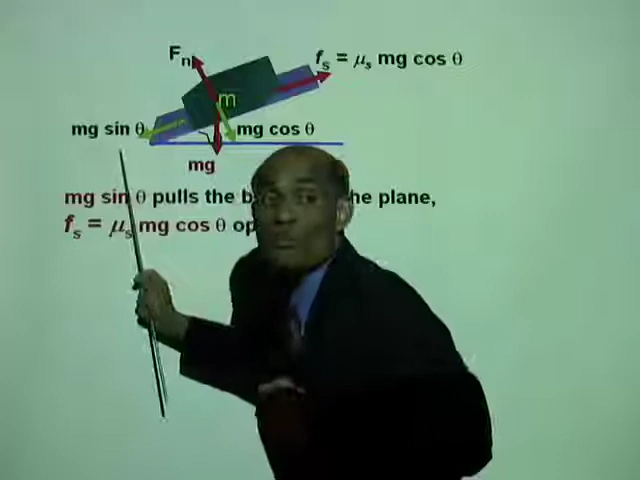 Fn
fs = μs mg cos θ
m
mg sin θ
mg cos θ
mg
mg sin θ pulls the b he plane,
fs = μs mg cos θ op